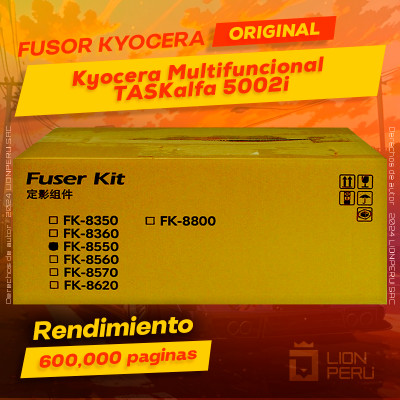 FUSOR KYOCERA
ORIGINAL
Kyocera Multifuncional
TASKalfa 5002i
Fuser Kit
定影组件
FK-8350
FK-8800
FK-8360
FK-8550
FK-8560
FK-8570
FK-8620
Derechos de autor 2024 LIONPERU SAC
Derechos de autor 2024 LIONPERU SAC
Rendimiento
600,000 paginas
LION
PERU